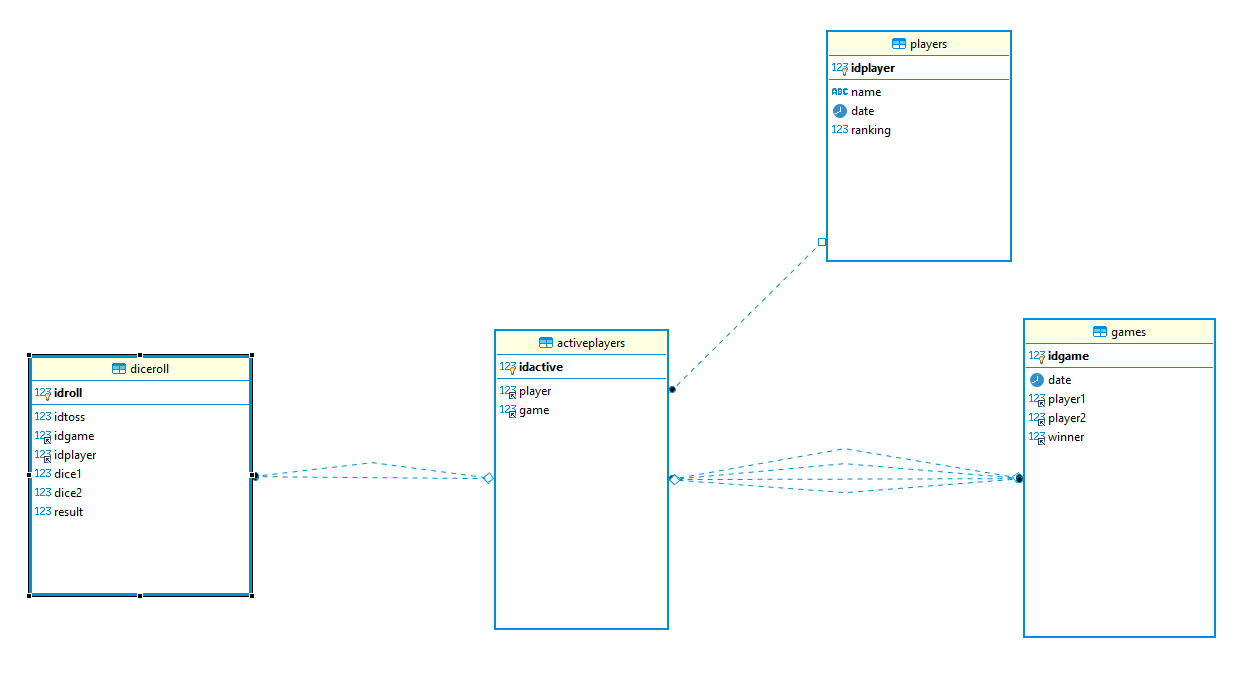 players
123 idplayer
ABC name
date
123 ranking
games
123 idgame
date
123 player1
123 player2
123 winner
activeplayers
123 idactive
123 player
123 game
diceroll
123 idroll
123 idtoss
123 idgame
123 idplayer
123 dice1
123 dice2
123 result